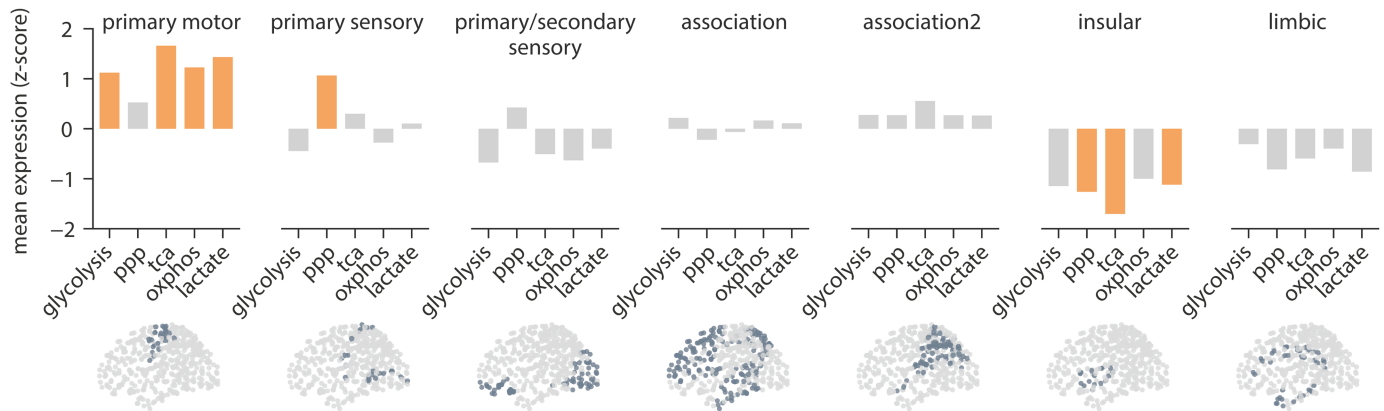 primary motor
primary sensory
primary/secondary
sensory
association
association2
insular
limbic
mean expression (z-score)
2
1
0
−1
−2
glycolysis
ppp
tca
oxphos
lactate
glycolysis
ppp
tca
oxphos
lactate
glycolysis
ppp
tca
oxphos
lactate
glycolysis
ppp
tca
oxphos
lactate
glycolysis
ppp
tca
oxphos
lactate
glycolysis
ppp
tca
oxphos
lactate
glycolysis
ppp
tca
oxphos
lactate